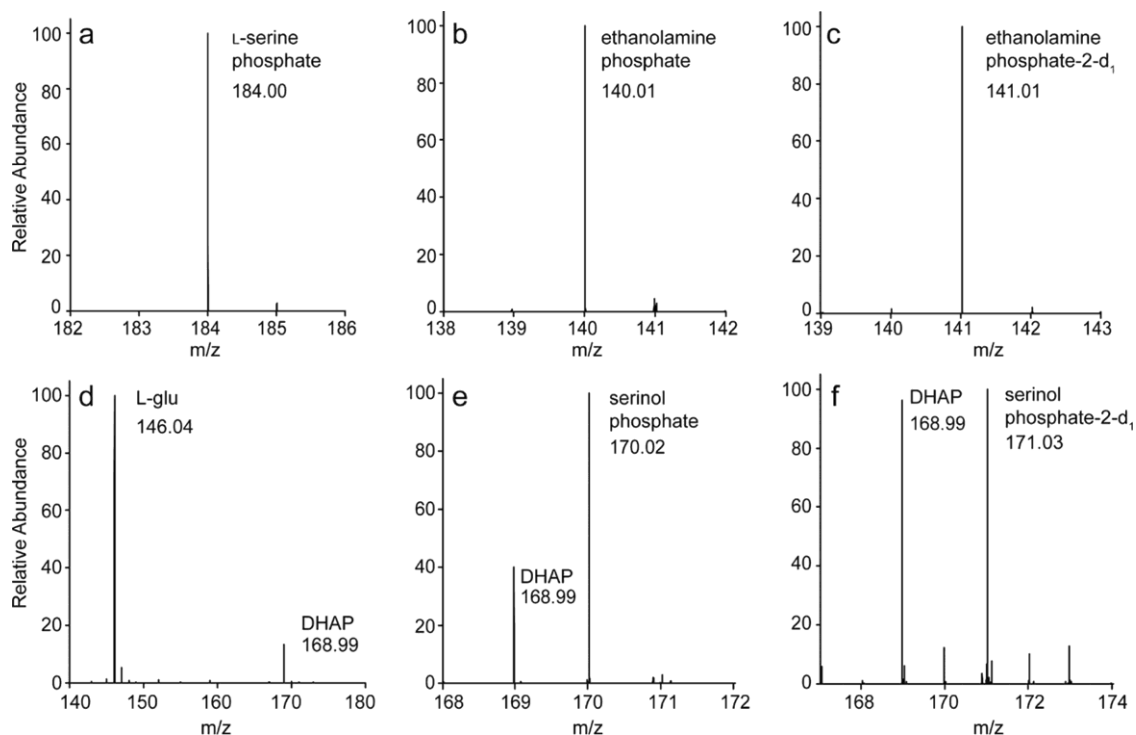 a
L-serine
phosphate
184.00
Relative Abundance
100
80
60
40
20
0
182 183 184 185 186
m/z
b
ethanolamine
phosphate
140.01
100
80
60
40
20
0
138 139 140 141 142
m/z
c
ethanolamine
phosphate-2-d₁
141.01
100
80
60
40
20
0
139 140 141 142 143
m/z
d
L-glu
146.04
DHAP
168.99
Relative Abundance
100
80
60
40
20
0
140 150 160 170 180
m/z
e
serinol
phosphate
170.02
DHAP
168.99
100
80
60
40
20
0
168 169 170 171 172
m/z
f
DHAP
168.99
serinol
phosphate-2-d₁
171.03
100
80
60
40
20
0
168 170 172 174
m/z